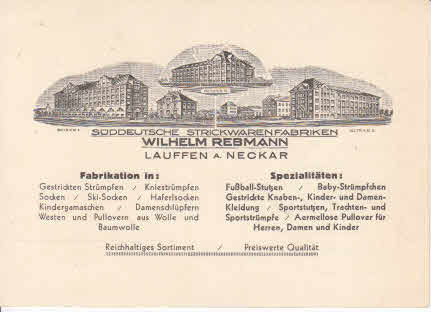 SÜDDEUTSCHE STRICKWARENFABRIKEN
WILHELM REBMANN
LAUFFEN A. NECKAR
Fabrikation in:
Gestrickten Strümpfen / Kniestrümpfen
Socken / Ski-Socken / Haferlsocken
Kindergamaschen / Damenschlüpfern
Westen und Pullovern aus Wolle und
Baumwolle
Spezialitäten:
Fußball-Stutzen / Baby-Strümpfchen
Gestrickte Knaben-, Kinder- und Damen-
Kleidung / Sportstutzen, Trachten- und
Sportstrümpfe / Aermellose Pullover für
Herren, Damen und Kinder
Reichhaltiges Sortiment / Preiswerte Qualität